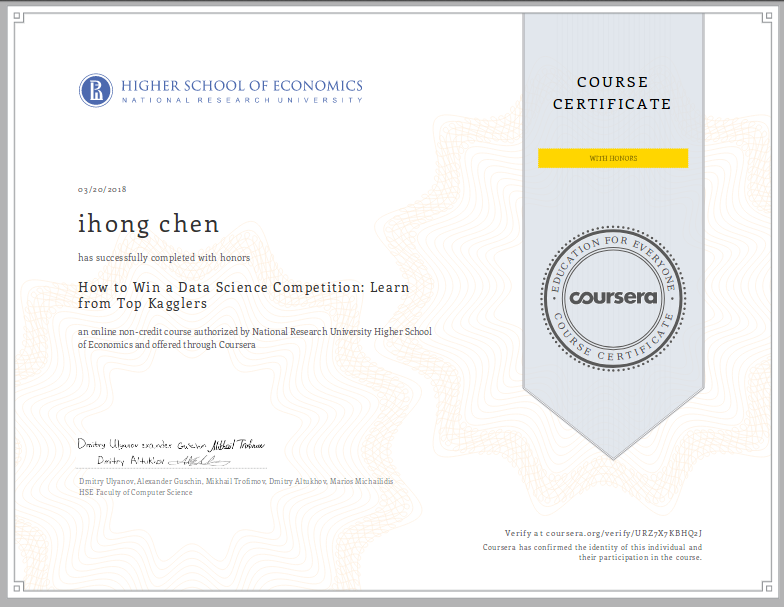 HIGHER SCHOOL OF ECONOMICS
NATIONAL RESEARCH UNIVERSITY
COURSE
CERTIFICATE
WITH HONORS
03/20/2018
ihong chen
has successfully completed with honors
How to Win a Data Science Competition: Learn
from Top Kagglers
an online non-credit course authorized by National Research University Higher School
of Economics and offered through Coursera
EDUCATION FOR EVERYONE
coursera
COURSE CERTIFICATE
Dmitry Ulyanov exander Guschin Mikhail Trofimov
Dmitry Altukhov
Dmitry Ulyanov, Alexander Guschin, Mikhail Trofimov, Dmitry Altukhov, Marios Michailidis
HSE Faculty of Computer Science
Verify at coursera.org/verify/URZ7X7KBHQ2J
Coursera has confirmed the identity of this individual and
their participation in the course.